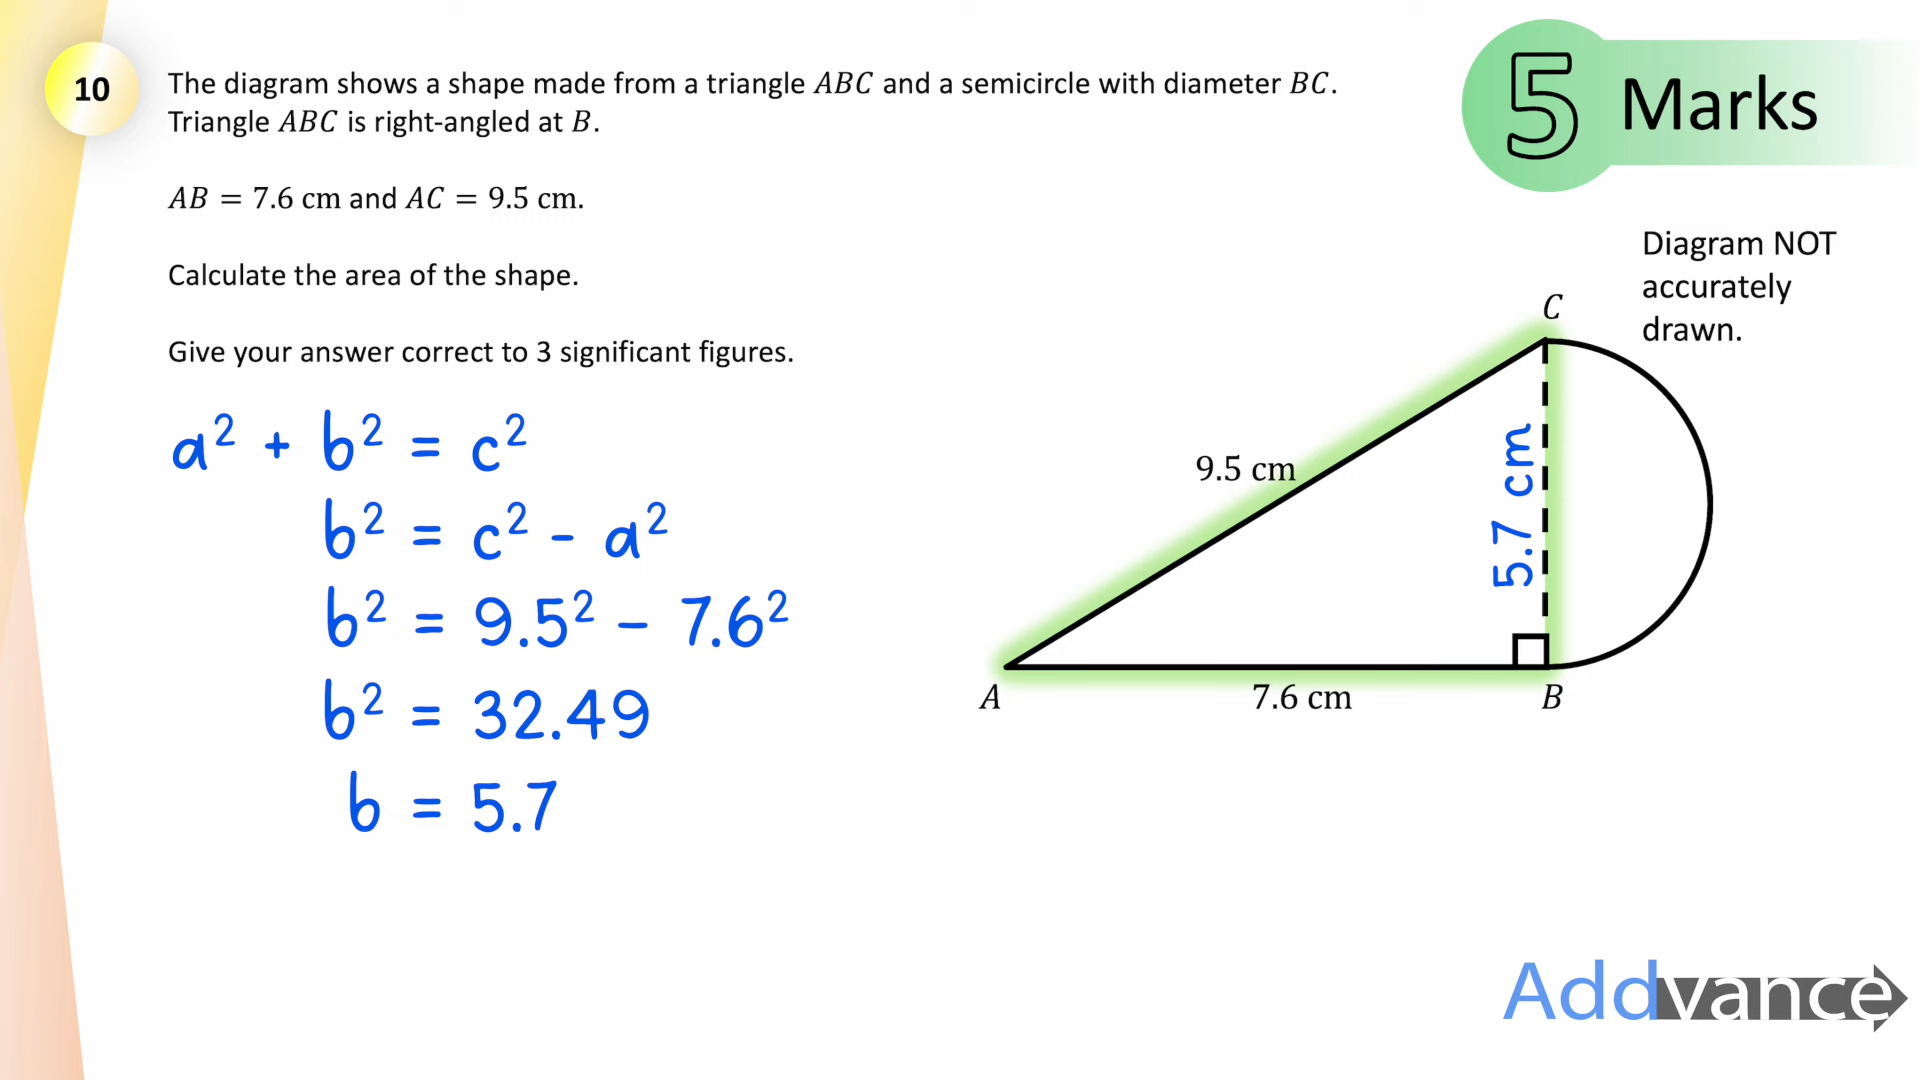 10
The diagram shows a shape made from a triangle ABC and a semicircle with diameter BC.
Triangle ABC is right-angled at B.
AB = 7.6 cm and AC = 9.5 cm.
Calculate the area of the shape.
Give your answer correct to 3 significant figures.
a² + b² = c²
b² = c² - a²
b² = 9.5² - 7.6²
b² = 32.49
b = 5.7
5 Marks
Diagram NOT
accurately
drawn.
C
9.5 cm
5.7 cm
A
7.6 cm
B
Addvance